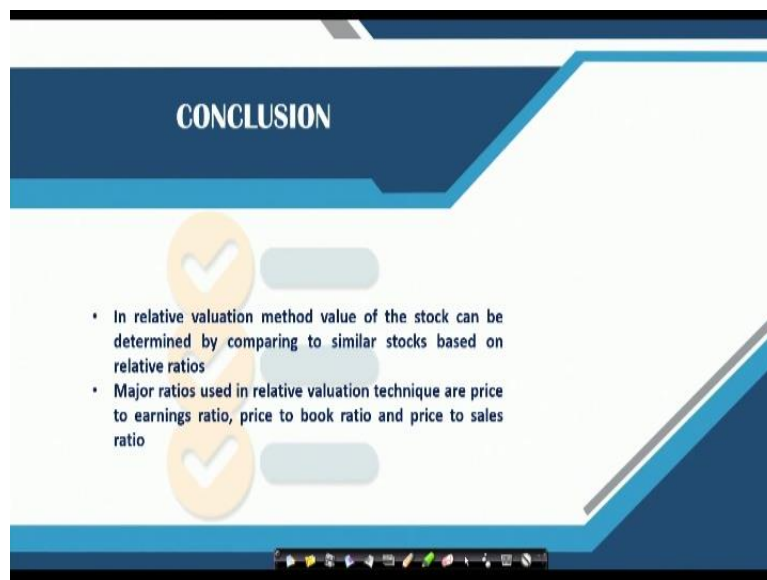 CONCLUSION
• In relative valuation method value of the stock can be
determined by comparing to similar stocks based on
relative ratios
• Major ratios used in relative valuation technique are price
to earnings ratio, price to book ratio and price to sales
ratio